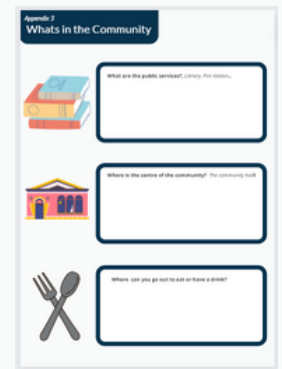 Appendix 3
Whats in the Community
What are the public services?, Library, Fire station..
Where is the centre of the community? The community hall!
Where can you go out to eat or have a drink?